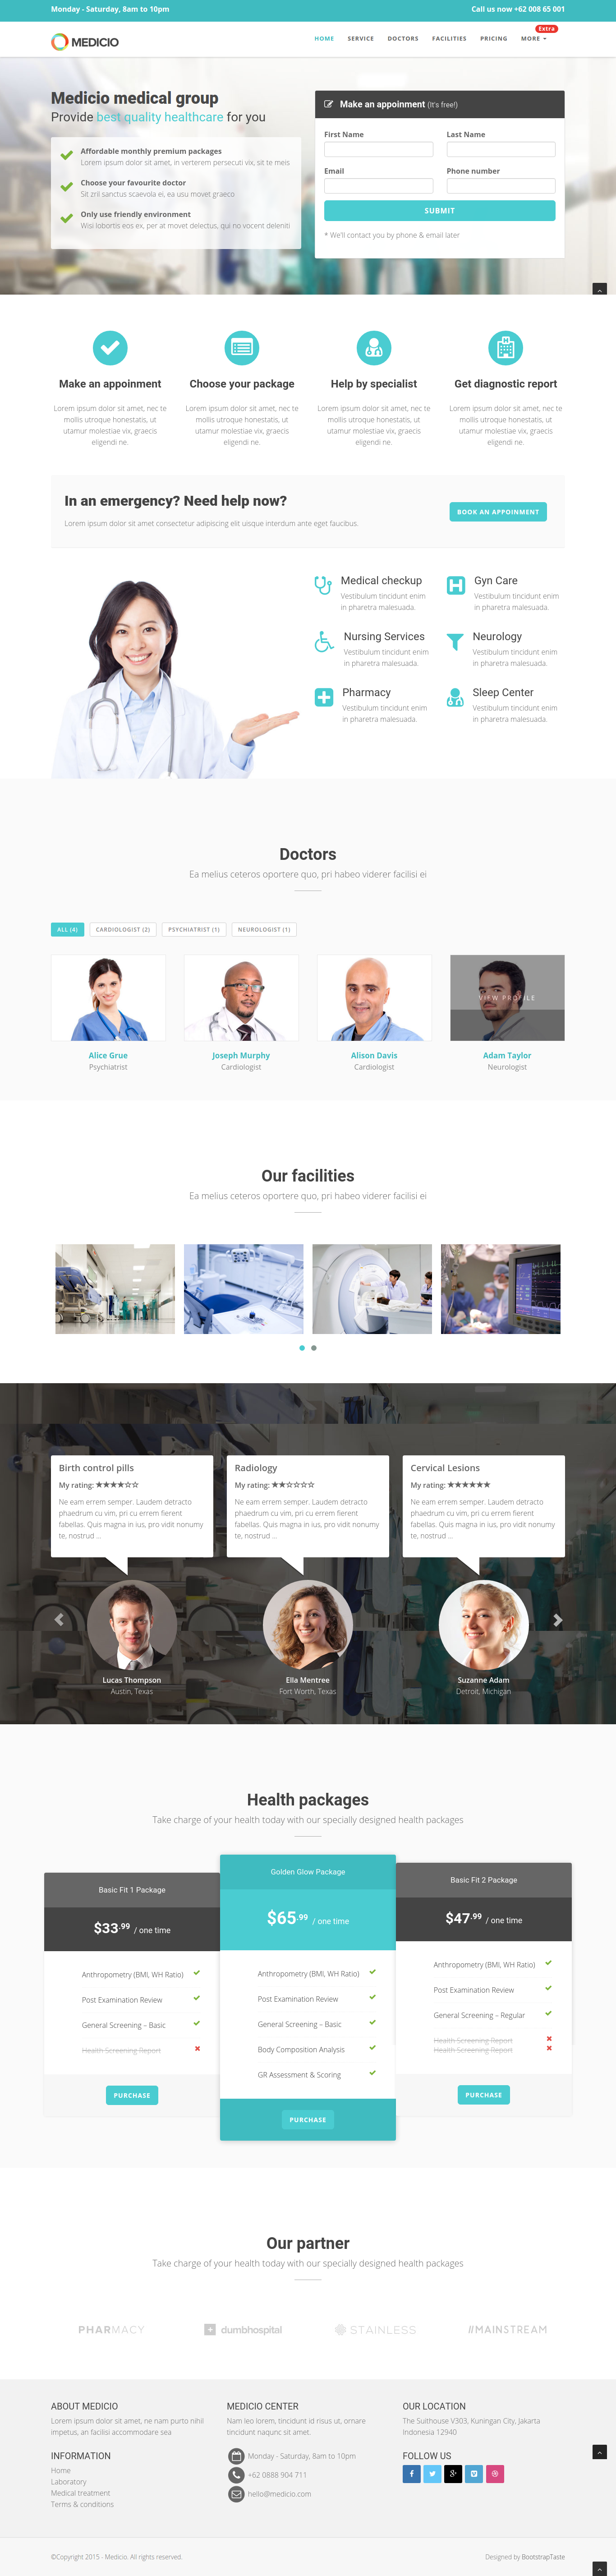 Monday - Saturday, 8am to 10pm
Call us now +62 008 65 001
MEDICIO
HOME SERVICE DOCTORS FACILITIES PRICING MORE
Extra
Medicio medical group
Provide best quality healthcare for you
Affordable monthly premium packages
Lorem ipsum dolor sit amet, in verterem persecuti vix, sit te meis
Choose your favourite doctor
Sit zril sanctus scaevola ei, ea usu movet graeco
Only use friendly environment
Wisi lobortis eos ex, per at movet delectus, qui no vocent deleniti
Make an appoinment (It's free!)
First Name
Last Name
Email
Phone number
SUBMIT
* We'll contact you by phone & email later
Make an appoinment
Lorem ipsum dolor sit amet, nec te
mollis utroque honestatis, ut
utamur molestiae vix, graecis
eligendi ne.
Choose your package
Lorem ipsum dolor sit amet, nec te
mollis utroque honestatis, ut
utamur molestiae vix, graecis
eligendi ne.
Help by specialist
Lorem ipsum dolor sit amet, nec te
mollis utroque honestatis, ut
utamur molestiae vix, graecis
eligendi ne.
Get diagnostic report
Lorem ipsum dolor sit amet, nec te
mollis utroque honestatis, ut
utamur molestiae vix, graecis
eligendi ne.
In an emergency? Need help now?
Lorem ipsum dolor sit amet consectetur adipiscing elit uisque interdum ante eget faucibus.
BOOK AN APPOINMENT
Medical checkup
Vestibulum tincidunt enim
in pharetra malesuada.
Gyn Care
Vestibulum tincidunt enim
in pharetra malesuada.
Nursing Services
Vestibulum tincidunt enim
in pharetra malesuada.
Neurology
Vestibulum tincidunt enim
in pharetra malesuada.
Pharmacy
Vestibulum tincidunt enim
in pharetra malesuada.
Sleep Center
Vestibulum tincidunt enim
in pharetra malesuada.
Doctors
Ea melius ceteros oportere quo, pri habeo viderer facilisi ei
ALL (4)
CARDIOLOGIST (2)
PSYCHIATRIST (1)
NEUROLOGIST (1)
VIEW PROFILE
Alice Grue
Psychiatrist
Joseph Murphy
Cardiologist
Alison Davis
Cardiologist
Adam Taylor
Neurologist
Our facilities
Ea melius ceteros oportere quo, pri habeo viderer facilisi ei
Birth control pills
My rating: ★★★★☆☆
Ne eam errem semper. Laudem detracto
phaedrum cu vim, pri cu errem fierent
fabellas. Quis magna in ius, pro vidit nonumy
te, nostrud ...
Lucas Thompson
Austin, Texas
Radiology
My rating: ★★☆☆☆☆
Ne eam errem semper. Laudem detracto
phaedrum cu vim, pri cu errem fierent
fabellas. Quis magna in ius, pro vidit nonumy
te, nostrud ...
Ella Mentree
Fort Worth, Texas
Cervical Lesions
My rating: ★★★★★★
Ne eam errem semper. Laudem detracto
phaedrum cu vim, pri cu errem fierent
fabellas. Quis magna in ius, pro vidit nonumy
te, nostrud ...
Suzanne Adam
Detroit, Michigan
Health packages
Take charge of your health today with our specially designed health packages
Basic Fit 1 Package
$33.99 / one time
Anthropometry (BMI, WH Ratio)
Post Examination Review
General Screening – Basic
Health Screening Report
PURCHASE
Golden Glow Package
$65.99 / one time
Anthropometry (BMI, WH Ratio)
Post Examination Review
General Screening – Basic
Body Composition Analysis
GR Assessment & Scoring
PURCHASE
Basic Fit 2 Package
$47.99 / one time
Anthropometry (BMI, WH Ratio)
Post Examination Review
General Screening – Regular
Health Screening Report
Health Screening Report
PURCHASE
Our partner
Take charge of your health today with our specially designed health packages
PHARMACY
dumbhospital
STAINLESS
//MAINSTREAM
ABOUT MEDICIO
Lorem ipsum dolor sit amet, ne nam purto nihil
impetus, an facilisi accommodare sea
INFORMATION
Home
Laboratory
Medical treatment
Terms & conditions
MEDICIO CENTER
Nam leo lorem, tincidunt id risus ut, ornare
tincidunt naqunc sit amet.
Monday - Saturday, 8am to 10pm
+62 0888 904 711
hello@medicio.com
OUR LOCATION
The Suithouse V303, Kuningan City, Jakarta
Indonesia 12940
FOLLOW US
©Copyright 2015 - Medicio. All rights reserved.
Designed by BootstrapTaste